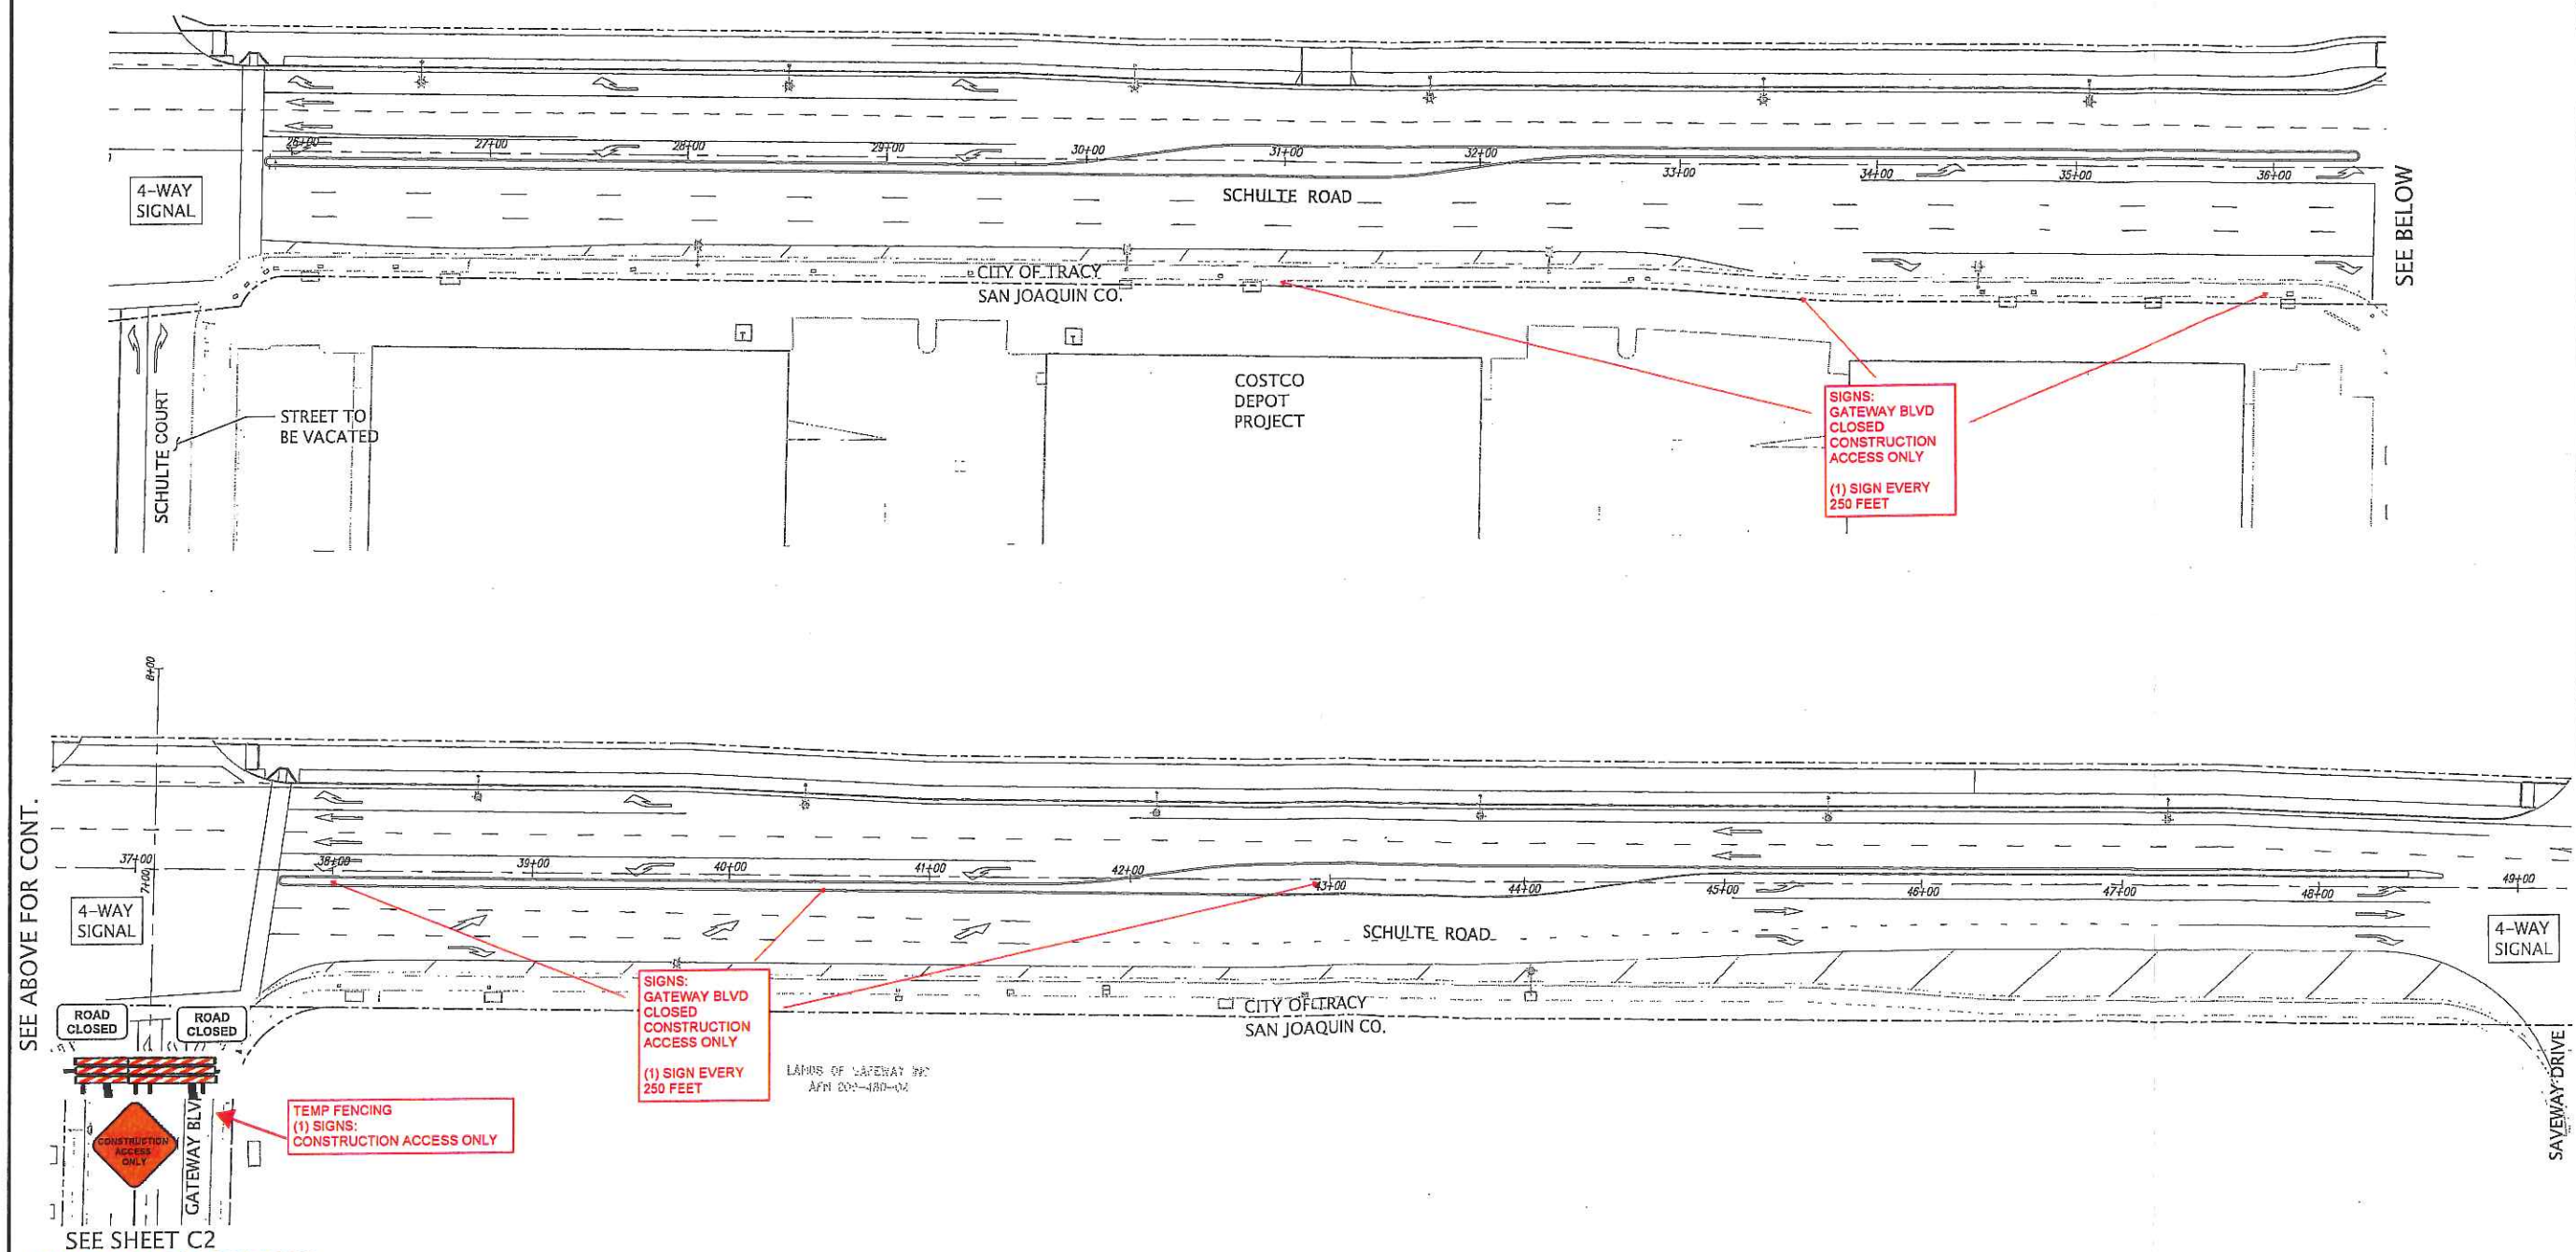 26+00
27+00
28+00
29+00
30+00
31+00
32+00
33+00
34+00
35+00
36+00
4-WAY
SIGNAL
SCHULTE ROAD
SEE BELOW
CITY OF TRACY
SAN JOAQUIN CO.
T
T
SCHULTE COURT
STREET TO
BE VACATED
COSTCO
DEPOT
PROJECT
SIGNS:
GATEWAY BLVD
CLOSED
CONSTRUCTION
ACCESS ONLY
(1) SIGN EVERY
250 FEET
8+00
SEE ABOVE FOR CONT.
37+00
7+00
38+00
39+00
40+00
41+00
42+00
43+00
44+00
45+00
46+00
47+00
48+00
49+00
4-WAY
SIGNAL
SCHULTE ROAD
4-WAY
SIGNAL
ROAD
CLOSED
ROAD
CLOSED
SIGNS:
GATEWAY BLVD
CLOSED
CONSTRUCTION
ACCESS ONLY
(1) SIGN EVERY
250 FEET
CITY OF TRACY
SAN JOAQUIN CO.
LANDS OF SAFEWAY INC
TEMP FENCING
(1) SIGNS:
CONSTRUCTION ACCESS ONLY
CONSTRUCTION
ACCESS
ONLY
GATEWAY BLVD
SAVEWAY DRIVE
SEE SHEET C2